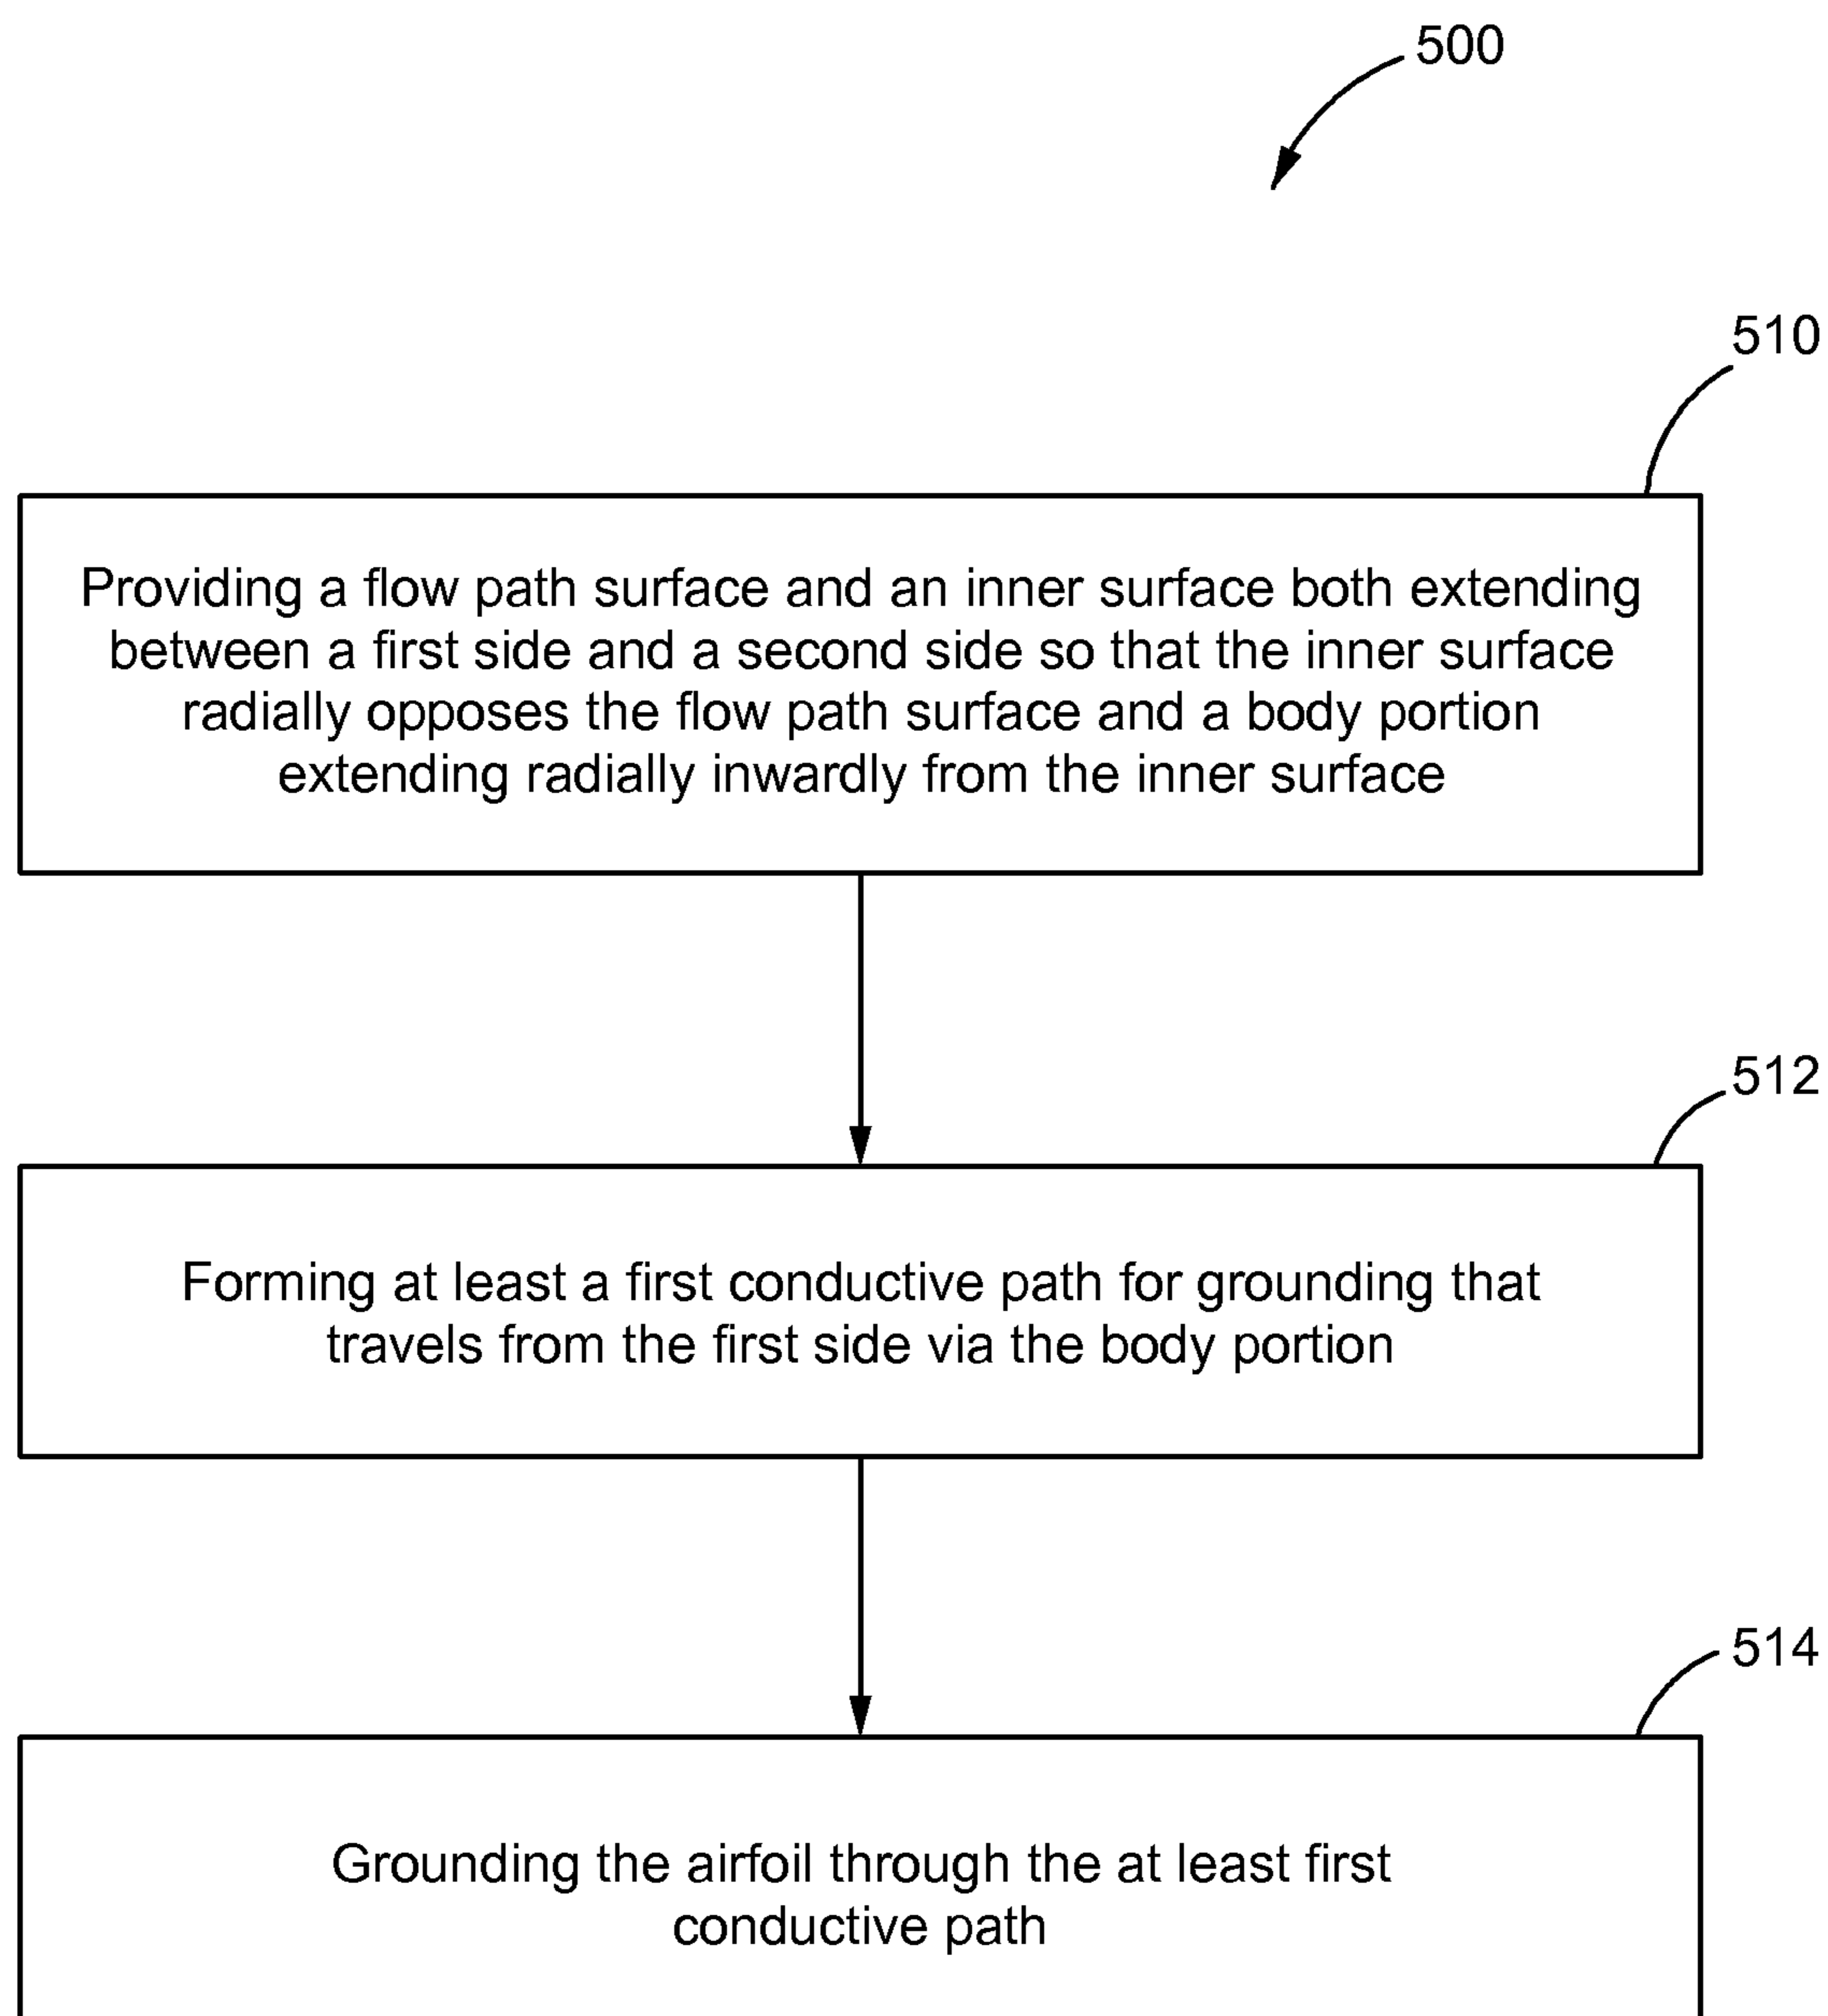 500
510
Providing a flow path surface and an inner surface both extending
between a first side and a second side so that the inner surface
radially opposes the flow path surface and a body portion
extending radially inwardly from the inner surface
512
Forming at least a first conductive path for grounding that
travels from the first side via the body portion
514
Grounding the airfoil through the at least first
conductive path